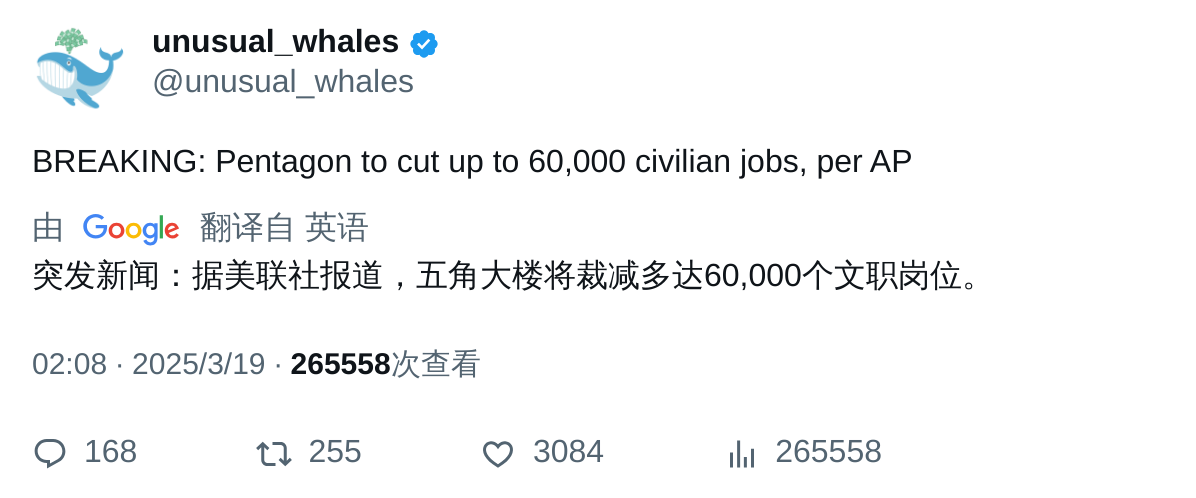 unusual_whales
@unusual_whales
BREAKING: Pentagon to cut up to 60,000 civilian jobs, per AP
由 Google 翻译自 英语
突发新闻：据美联社报道，五角大楼将裁减多达60,000个文职岗位。
02:08 · 2025/3/19 · 265558次查看
168 255 3084 265558